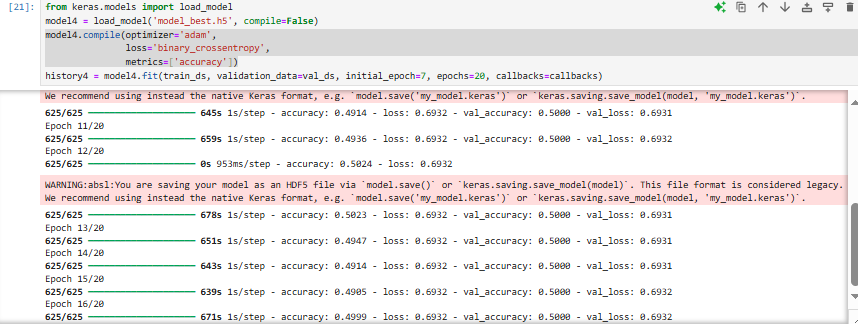 [21]: from keras.models import load_model
model4 = load_model('model_best.h5', compile=False)
model4.compile(optimizer='adam',
loss='binary_crossentropy',
metrics=['accuracy'])
history4 = model4.fit(train_ds, validation_data=val_ds, initial_epoch=7, epochs=20, callbacks=callbacks)
We recommend using instead the native Keras format, e.g. `model.save('my_model.keras')` or `keras.saving.save_model(model, 'my_model.keras')`.
625/625 645s 1s/step - accuracy: 0.4914 - loss: 0.6932 - val_accuracy: 0.5000 - val_loss: 0.6931
Epoch 11/20
625/625 659s 1s/step - accuracy: 0.4936 - loss: 0.6932 - val_accuracy: 0.5000 - val_loss: 0.6932
Epoch 12/20
625/625 0s 953ms/step - accuracy: 0.5024 - loss: 0.6932
WARNING:absl:You are saving your model as an HDF5 file via `model.save()` or `keras.saving.save_model(model)`. This file format is considered legacy.
We recommend using instead the native Keras format, e.g. `model.save('my_model.keras')` or `keras.saving.save_model(model, 'my_model.keras')`.
625/625 678s 1s/step - accuracy: 0.5023 - loss: 0.6932 - val_accuracy: 0.5000 - val_loss: 0.6931
Epoch 13/20
625/625 651s 1s/step - accuracy: 0.4947 - loss: 0.6932 - val_accuracy: 0.5000 - val_loss: 0.6931
Epoch 14/20
625/625 643s 1s/step - accuracy: 0.4914 - loss: 0.6932 - val_accuracy: 0.5000 - val_loss: 0.6931
Epoch 15/20
625/625 639s 1s/step - accuracy: 0.4905 - loss: 0.6932 - val_accuracy: 0.5000 - val_loss: 0.6932
Epoch 16/20
625/625 671s 1s/step - accuracy: 0.4999 - loss: 0.6932 - val_accuracy: 0.5000 - val_loss: 0.6932